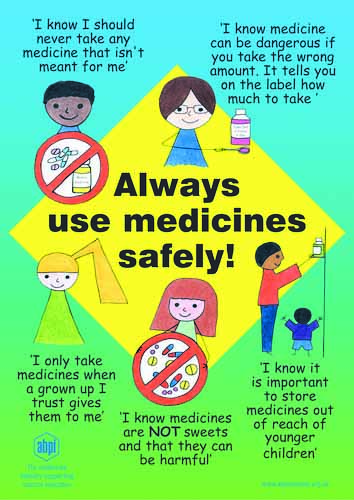 'I know I should
never take any
medicine that isn't
meant for me'
'I know medicine
can be dangerous if
you take the wrong
amount. It tells you
on the label how
much to take '
Always
use medicines
safely!
'I only take
medicines when
a grown up I
trust gives
them to me'
'I know medicines
are NOT sweets
and that they can
be harmful'
'I know it
is important
to store
medicines out
of reach of
younger
children'
abpi